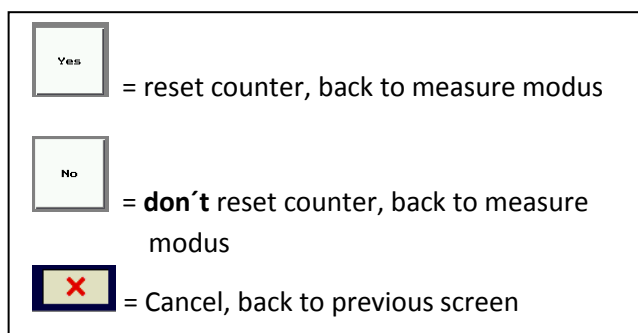 Yes
= reset counter, back to measure modus
No
= don´t reset counter, back to measure
modus
= Cancel, back to previous screen